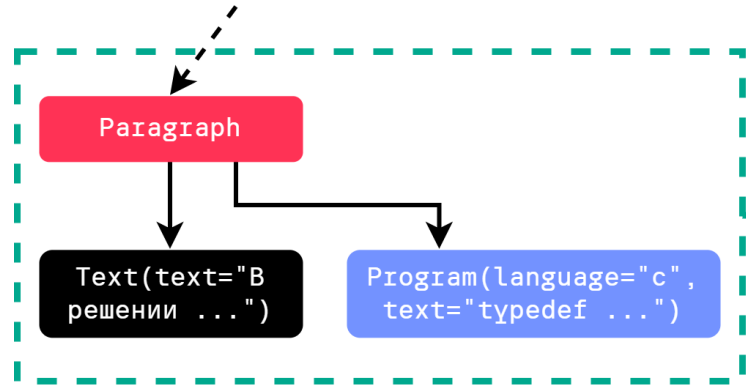 Paragraph
Text(text="В
решении ...")
Program(language="c",
text="typedef ...")